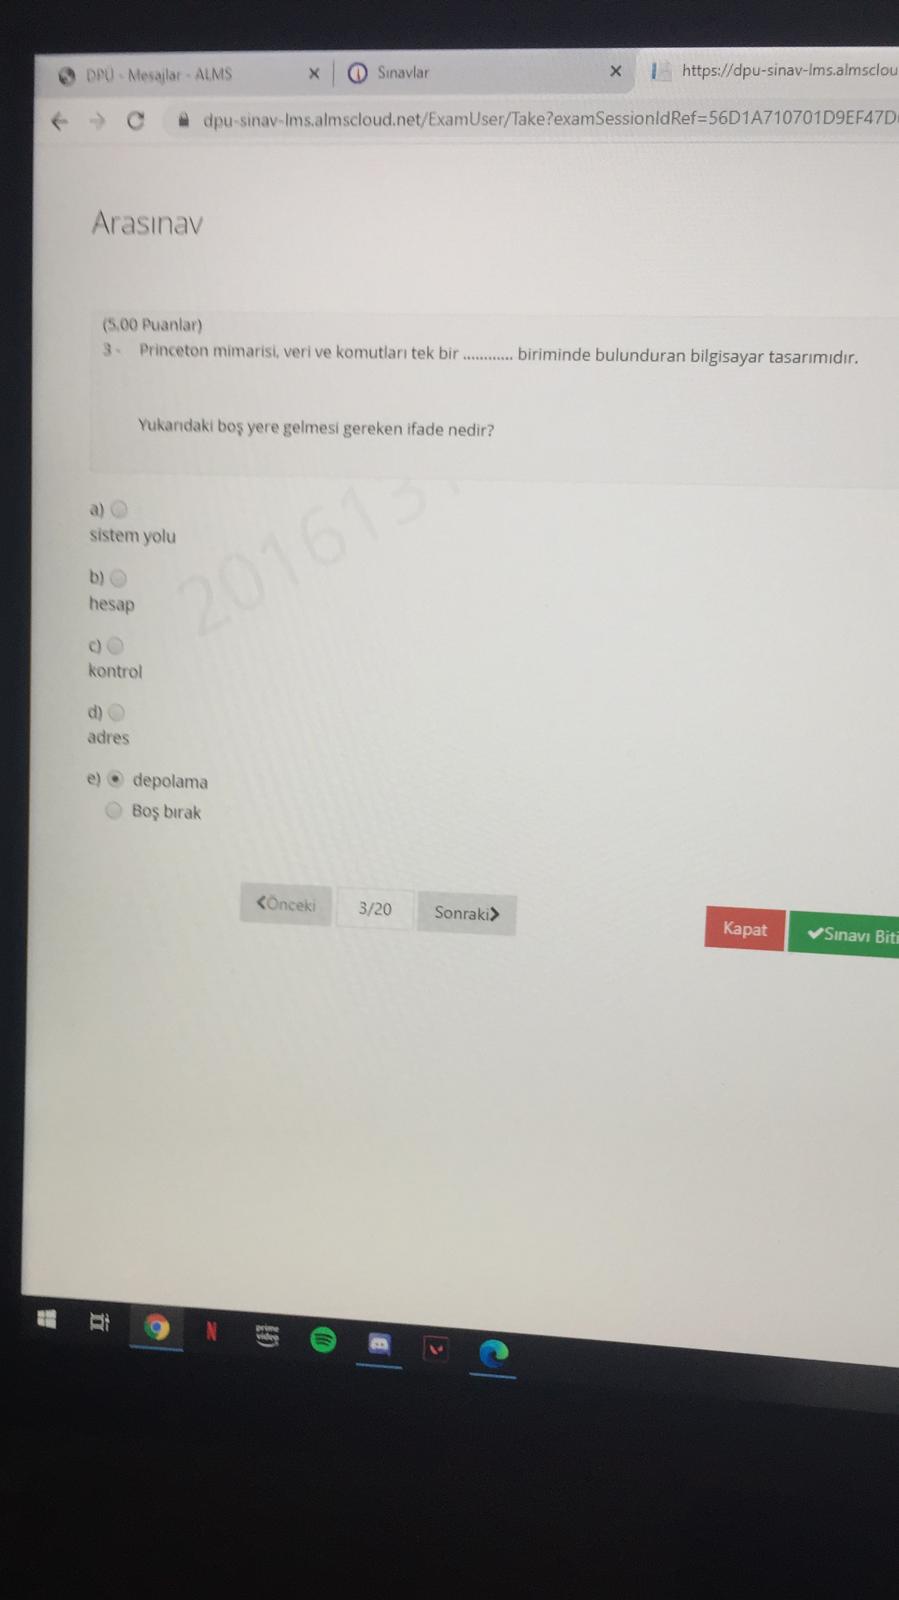 DPÜ - Mesajlar - ALMS
Sınavlar
https://dpu-sinav-lms.almsclou
dpu-sinav-lms.almscloud.net/ExamUser/Take?examSessionIdRef=56D1A710701D9EF47D
Arasınav
(5,00 Puanlar)
3 - Princeton mimarisi, veri ve komutları tek bir ............ biriminde bulunduran bilgisayar tasarımıdır.
Yukarıdaki boş yere gelmesi gereken ifade nedir?
a)
sistem yolu
b)
hesap
c)
kontrol
d)
adres
e) depolama
Boş bırak
201613
Önceki 3/20 Sonraki
Kapat Sınavı Biti
N prime video